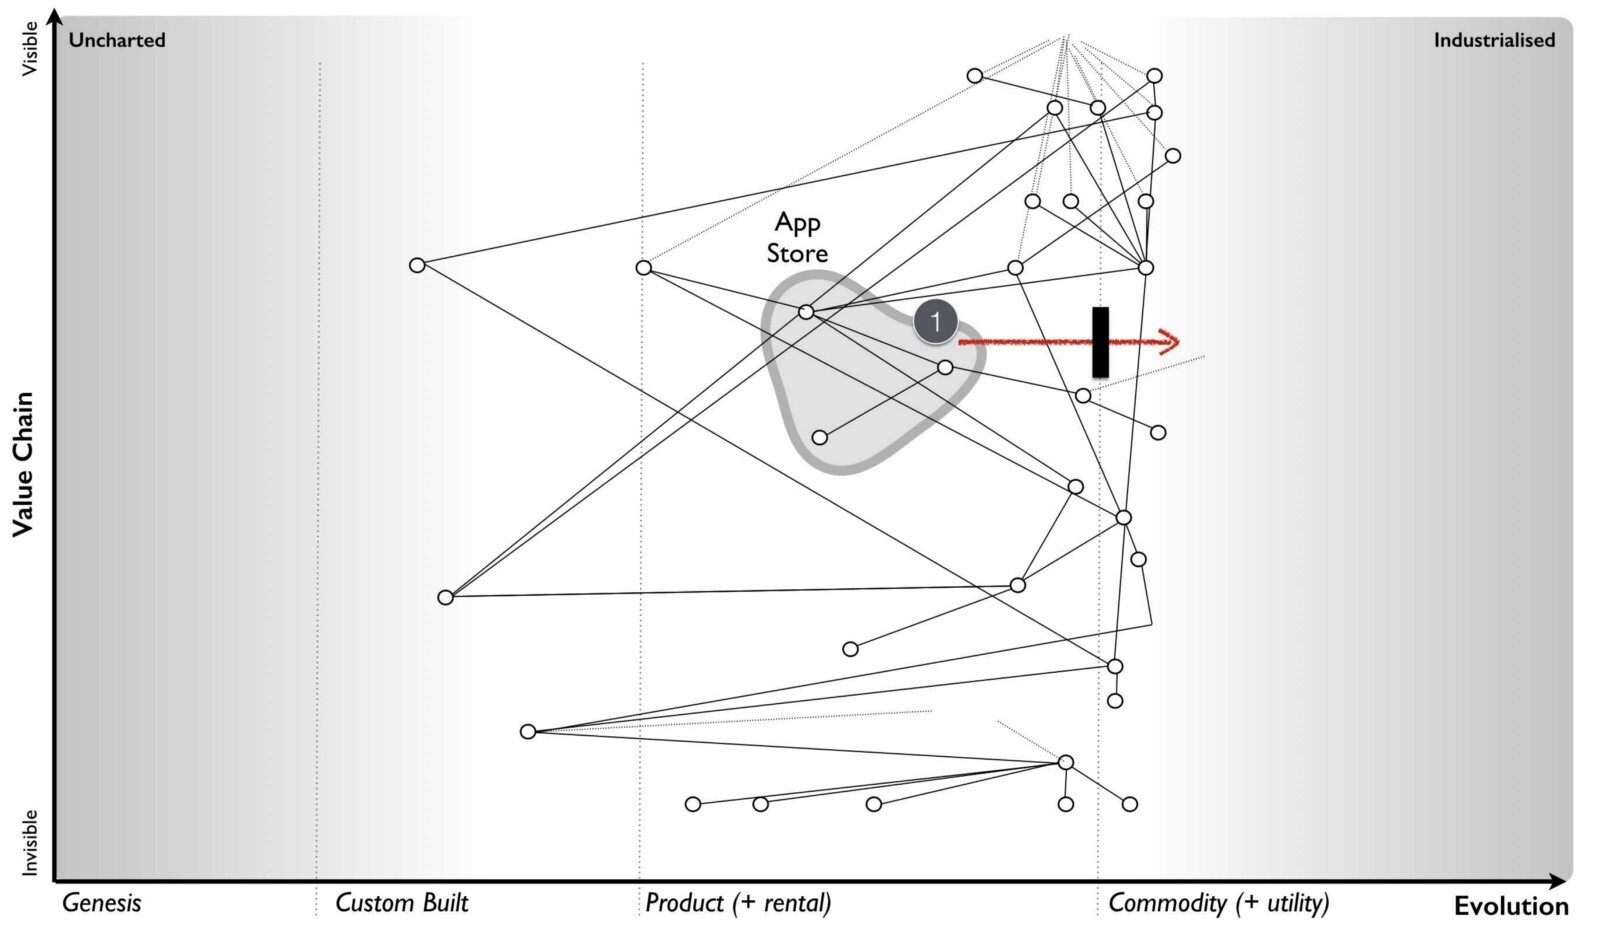 Visible
Uncharted
Industrialised
App
Store
1
Value Chain
Invisible
Genesis
Custom Built
Product (+ rental)
Commodity (+ utility)
Evolution